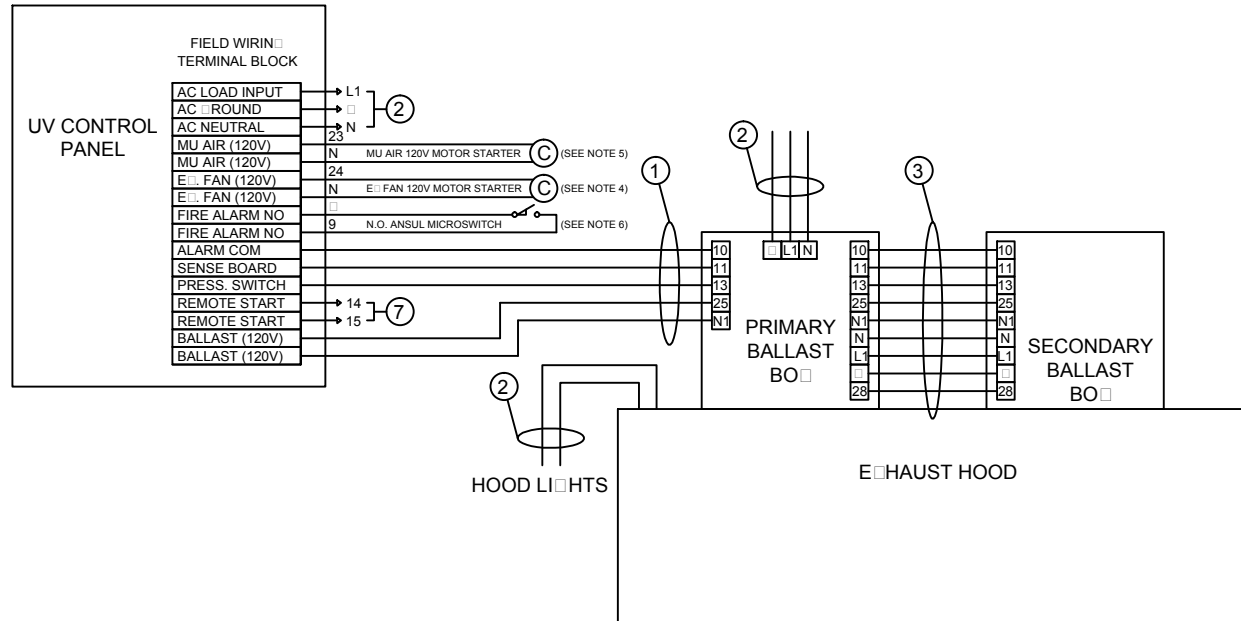 FIELD WIRIN□
TERMINAL BLOCK
UV CONTROL
PANEL
AC LOAD INPUT
L1
AC □ROUND
□
AC NEUTRAL
N
2
MU AIR (120V)
23
MU AIR (120V)
N
MU AIR 120V MOTOR STARTER
C
(SEE NOTE 5)
E□. FAN (120V)
24
E□. FAN (120V)
N
E□ FAN 120V MOTOR STARTER
C
(SEE NOTE 4)
FIRE ALARM NO
□
FIRE ALARM NO
9
N.O. ANSUL MICROSWITCH
(SEE NOTE 6)
ALARM COM
SENSE BOARD
PRESS. SWITCH
REMOTE START
14
REMOTE START
15
7
BALLAST (120V)
BALLAST (120V)
1
2
3
□ L1 N
10
11
13
25
N1
PRIMARY
BALLAST
BO□
10
11
13
25
N1
N
L1
□
28
10
11
13
25
N1
N
L1
□
28
SECONDARY
BALLAST
BO□
2
HOOD LI□HTS
E□HAUST HOOD